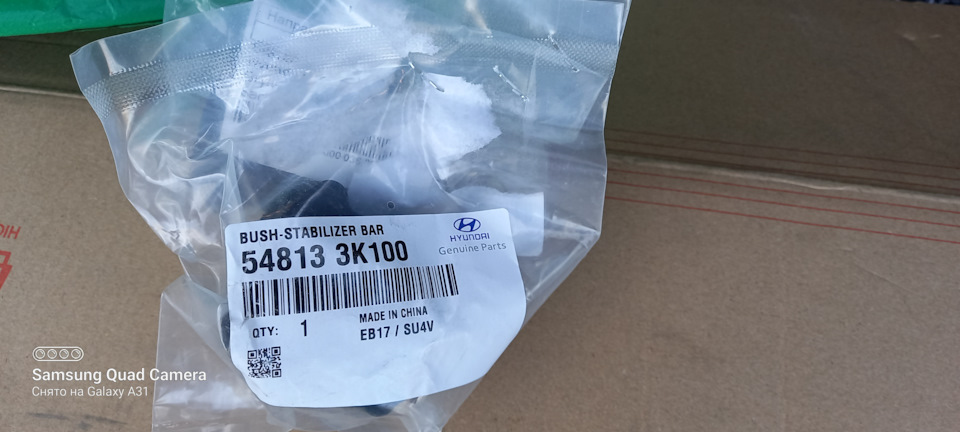 BUSH-STABILIZER BAR
54813 3K100
HYUNDAI
Genuine Parts
QTY: 1
MADE IN CHINA
EB17 / SU4V
Samsung Quad Camera
Снято на Galaxy A31